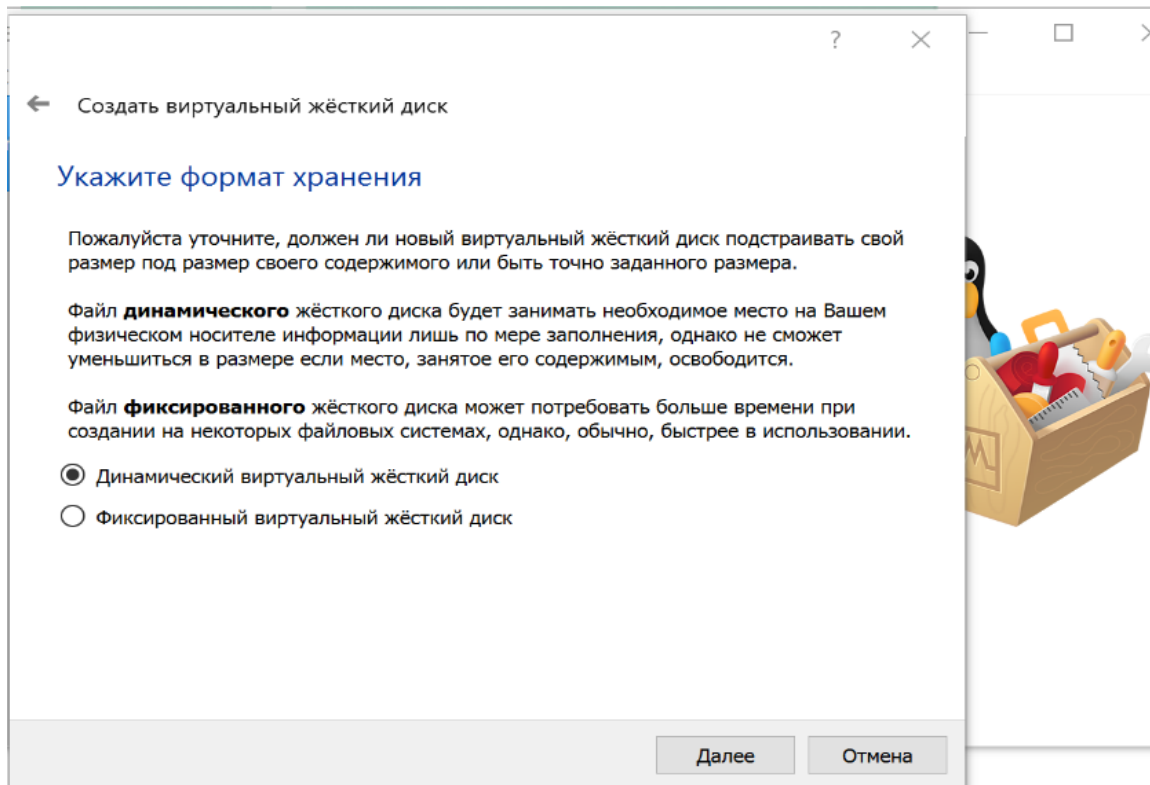 ?
Создать виртуальный жёсткий диск
Укажите формат хранения
Пожалуйста уточните, должен ли новый виртуальный жёсткий диск подстраивать свой
размер под размер своего содержимого или быть точно заданного размера.
Файл динамического жёсткого диска будет занимать необходимое место на Вашем
физическом носителе информации лишь по мере заполнения, однако не сможет
уменьшиться в размере если место, занятое его содержимым, освободится.
Файл фиксированного жёсткого диска может потребовать больше времени при
создании на некоторых файловых системах, однако, обычно, быстрее в использовании.
Динамический виртуальный жёсткий диск
Фиксированный виртуальный жёсткий диск
Далее
Отмена